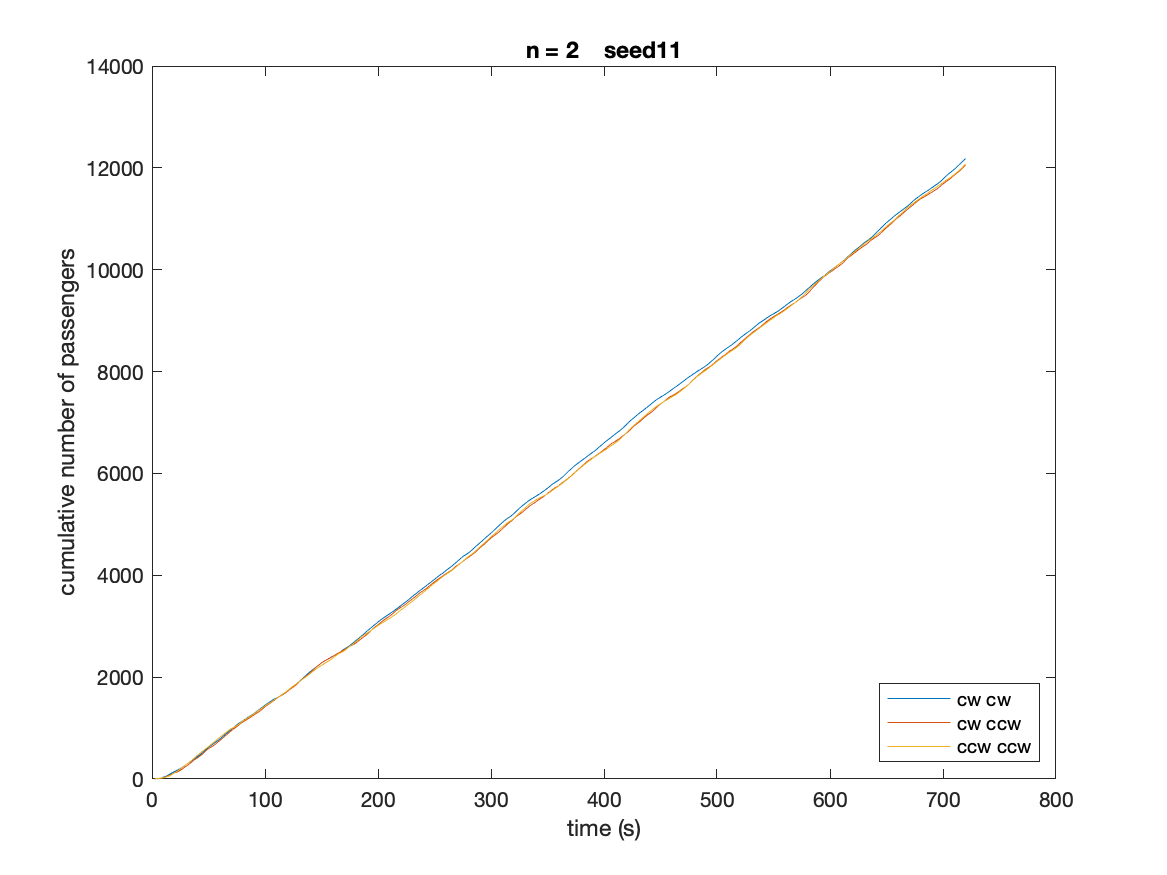 n = 2 seed11
14000
12000
10000
8000
6000
4000
2000
0
cumulative number of passengers
0 100 200 300 400 500 600 700 800
time (s)
CW CW
CW CCW
CCW CCW